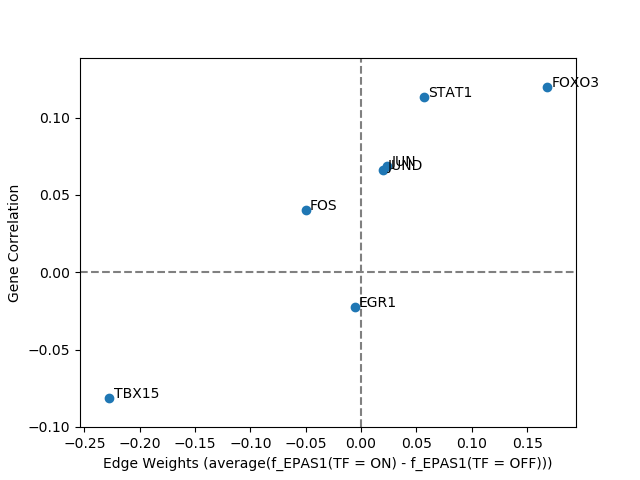 FOXO3
STAT1
JUN
JUND
FOS
EGR1
TBX15
0.10
0.05
0.00
−0.05
−0.10
Gene Correlation
−0.25 −0.20 −0.15 −0.10 −0.05 0.00 0.05 0.10 0.15
Edge Weights (average(f_EPAS1(TF = ON) - f_EPAS1(TF = OFF)))